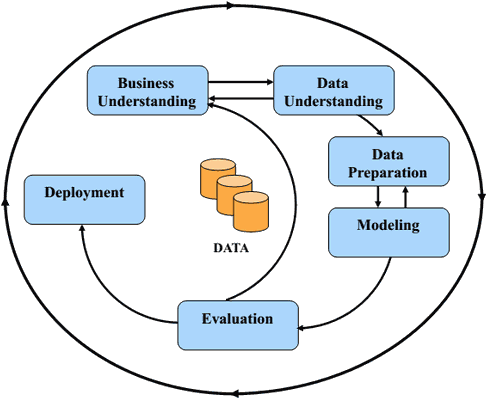 Business
Understanding
Data
Understanding
Data
Preparation
Deployment
Modeling
DATA
Evaluation